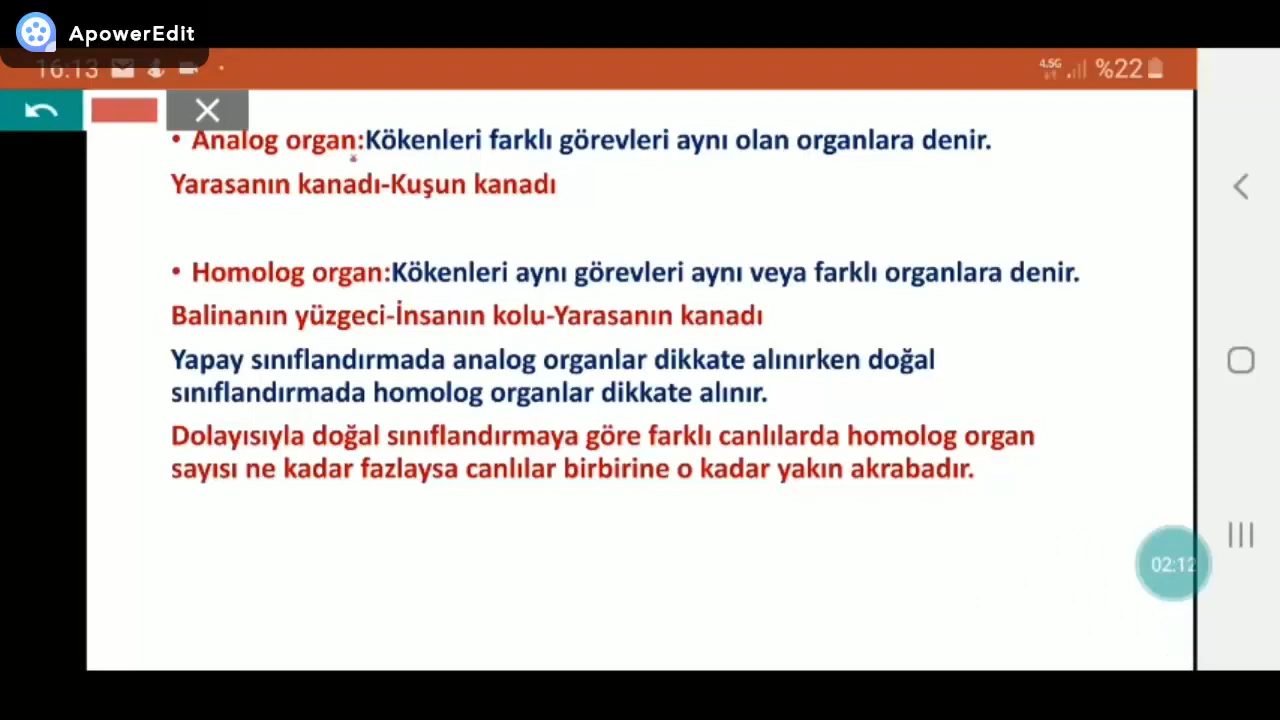 ApowerEdit
16:13
4.5G %22
• Analog organ:Kökenleri farklı görevleri aynı olan organlara denir.
Yarasanın kanadı-Kuşun kanadı
• Homolog organ:Kökenleri aynı görevleri aynı veya farklı organlara denir.
Balinanın yüzgeci-İnsanın kolu-Yarasanın kanadı
Yapay sınıflandırmada analog organlar dikkate alınırken doğal
sınıflandırmada homolog organlar dikkate alınır.
Dolayısıyla doğal sınıflandırmaya göre farklı canlılarda homolog organ
sayısı ne kadar fazlaysa canlılar birbirine o kadar yakın akrabadır.
02:12